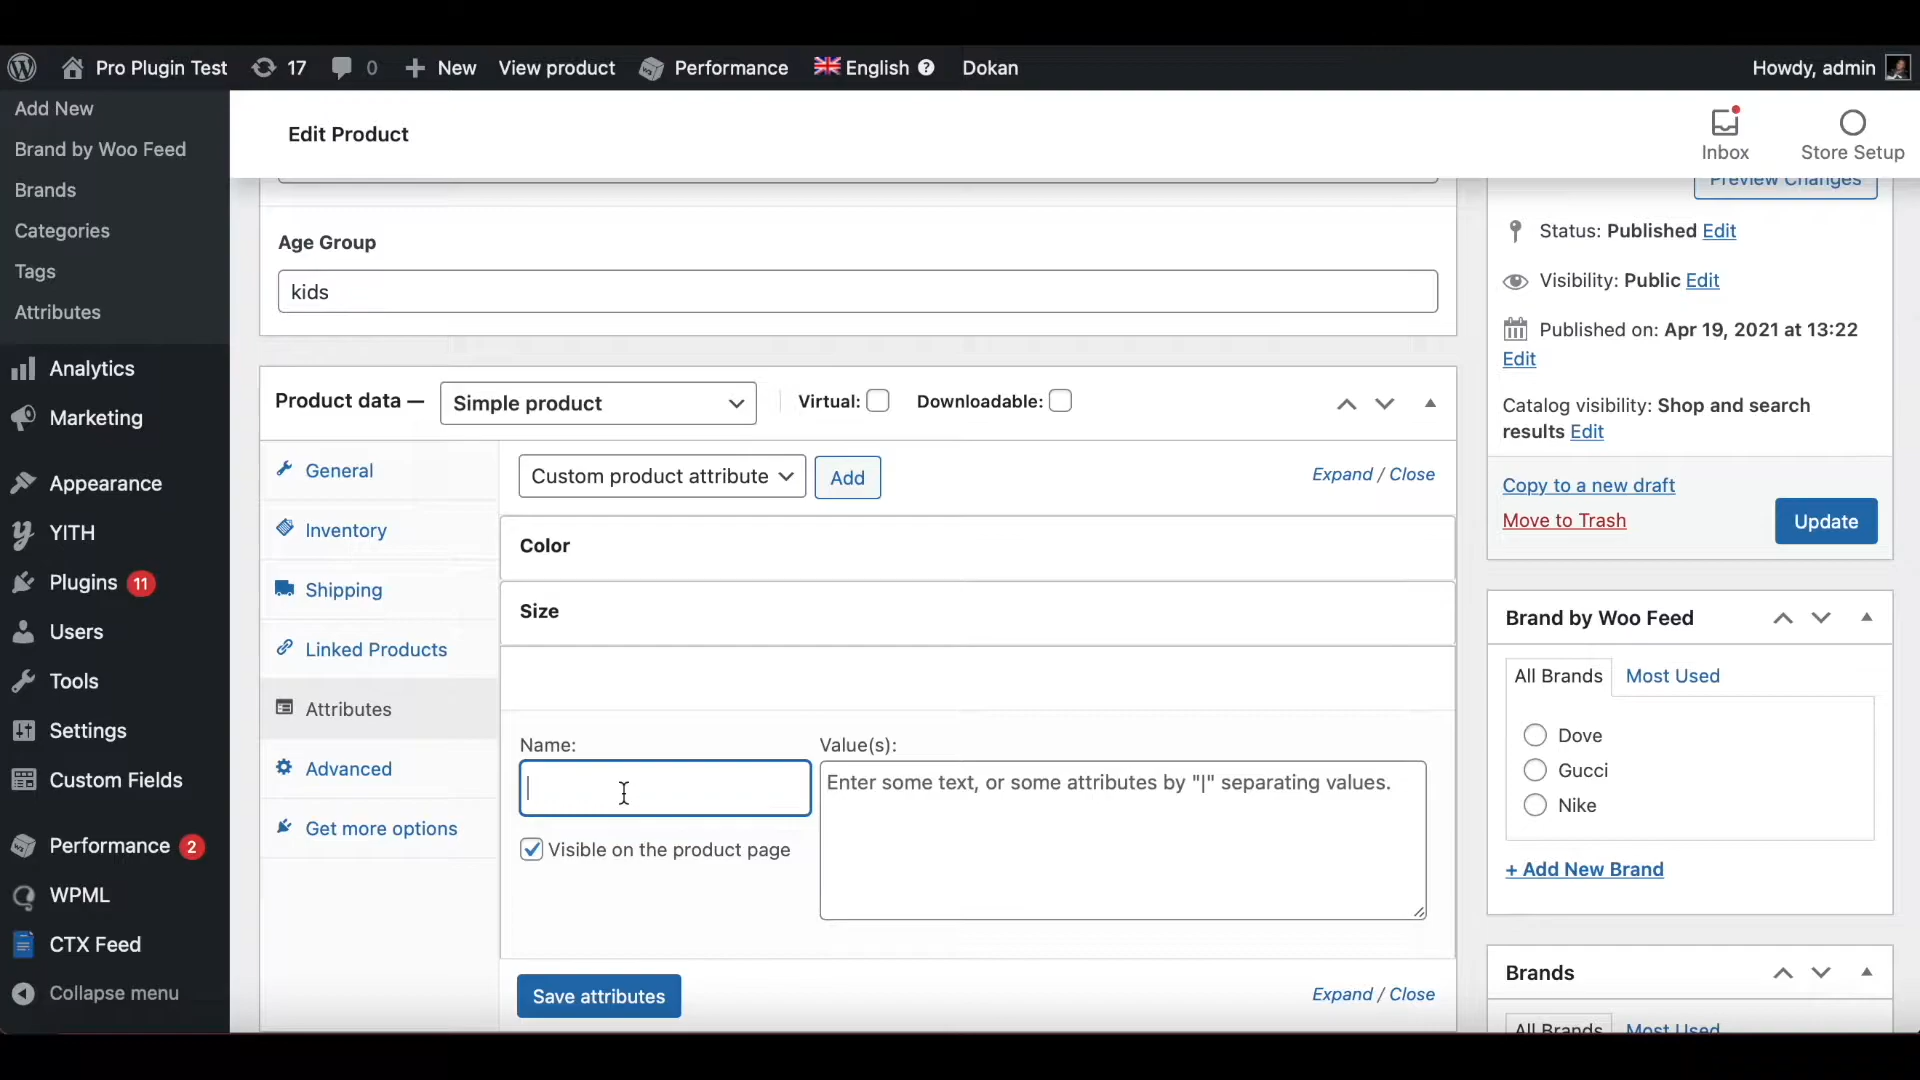 Pro Plugin Test 17 0 New View product Performance English Dokan Howdy, admin
Add New
Brand by Woo Feed
Brands
Categories
Tags
Attributes
Analytics
Marketing
Appearance
YITH
Plugins 11
Users
Tools
Settings
Custom Fields
Performance 2
WPML
CTX Feed
Collapse menu
Edit Product
Inbox
Store Setup
Age Group
kids
Product data — Simple product Virtual: Downloadable:
General
Inventory
Shipping
Linked Products
Attributes
Advanced
Get more options
Custom product attribute Add Expand / Close
Color
Size
Name:
Value(s):
Enter some text, or some attributes by "|" separating values.
Visible on the product page
Save attributes Expand / Close
Preview Changes
Status: Published Edit
Visibility: Public Edit
Published on: Apr 19, 2021 at 13:22
Edit
Catalog visibility: Shop and search
results Edit
Copy to a new draft
Move to Trash
Update
Brand by Woo Feed
All Brands Most Used
Dove
Gucci
Nike
+ Add New Brand
Brands
All Brands Most Used